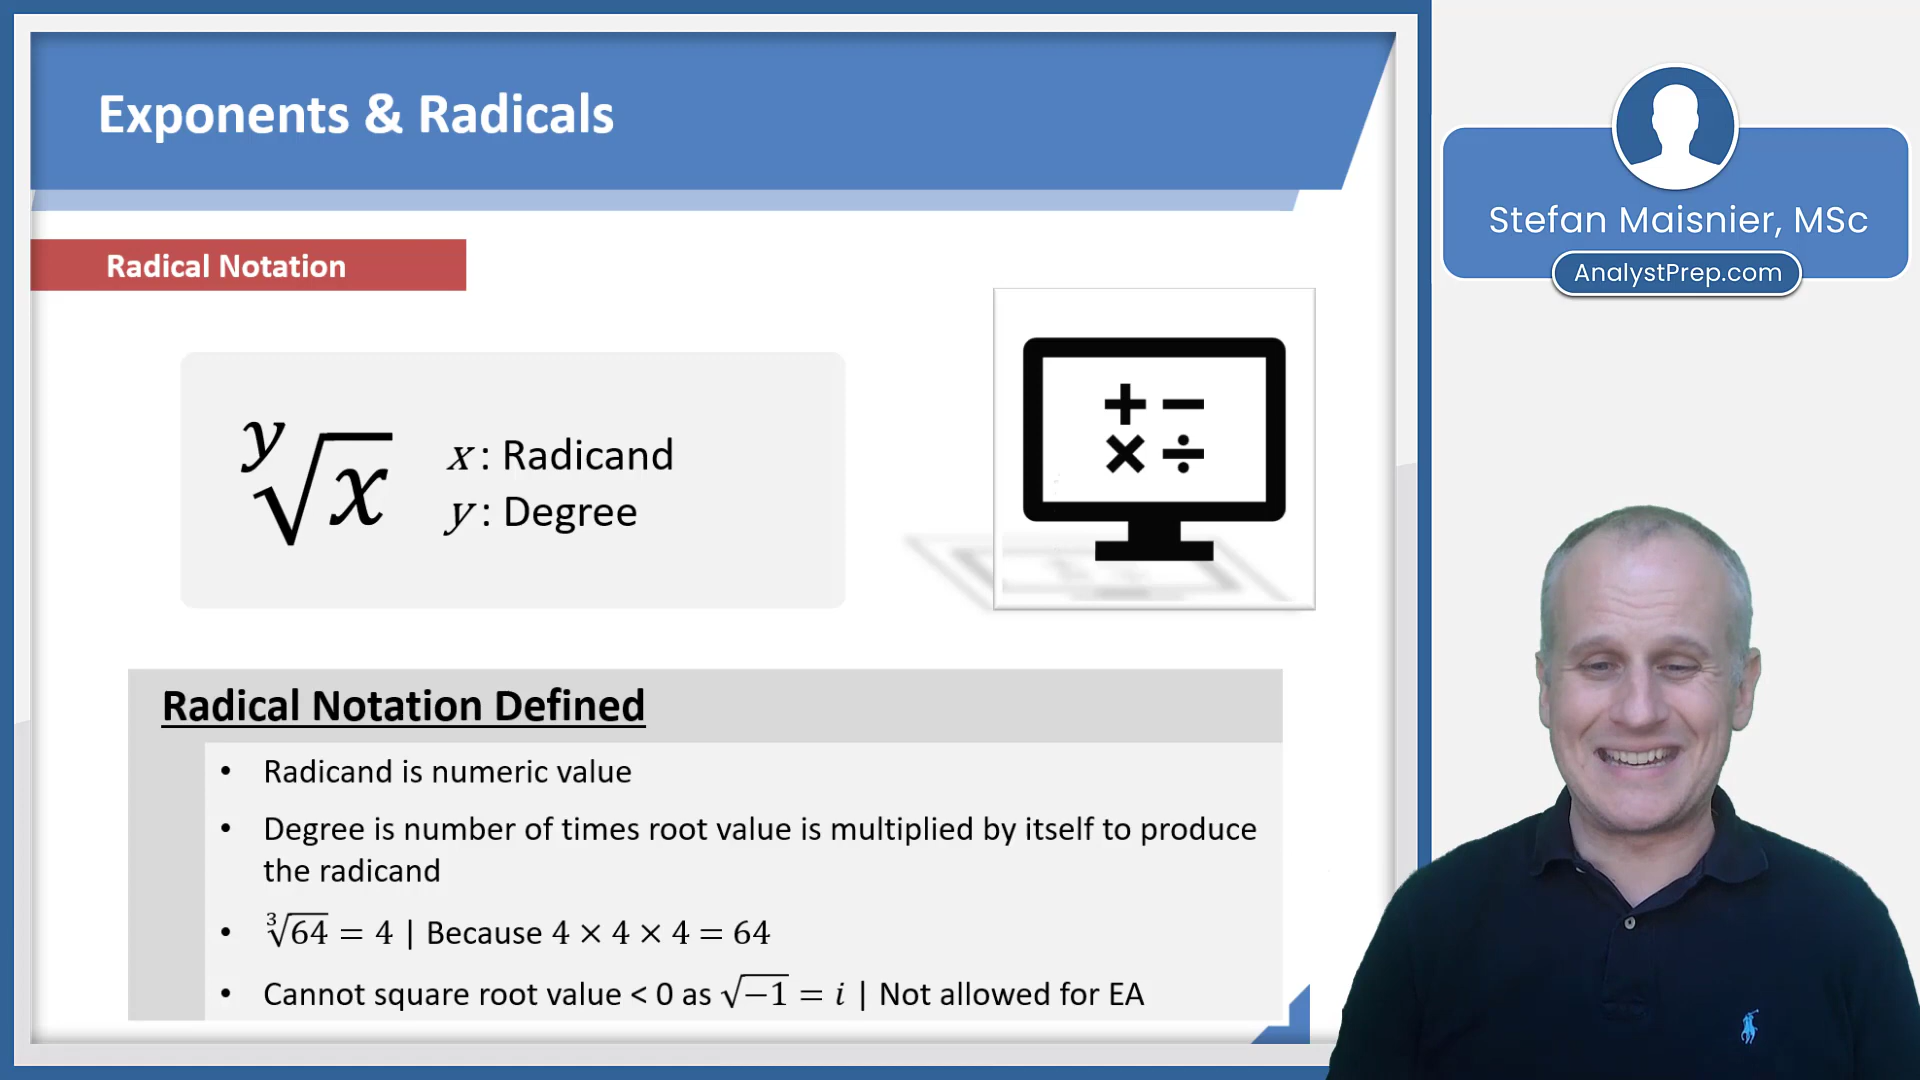 Exponents & Radicals
Stefan Maisnier, MSc
AnalystPrep.com
Radical Notation
ʸ√x
x : Radicand
y : Degree
+ −
× ÷
Radical Notation Defined
• Radicand is numeric value
• Degree is number of times root value is multiplied by itself to produce
the radicand
• ³√64 = 4 | Because 4 × 4 × 4 = 64
• Cannot square root value < 0 as √−1 = i | Not allowed for EA